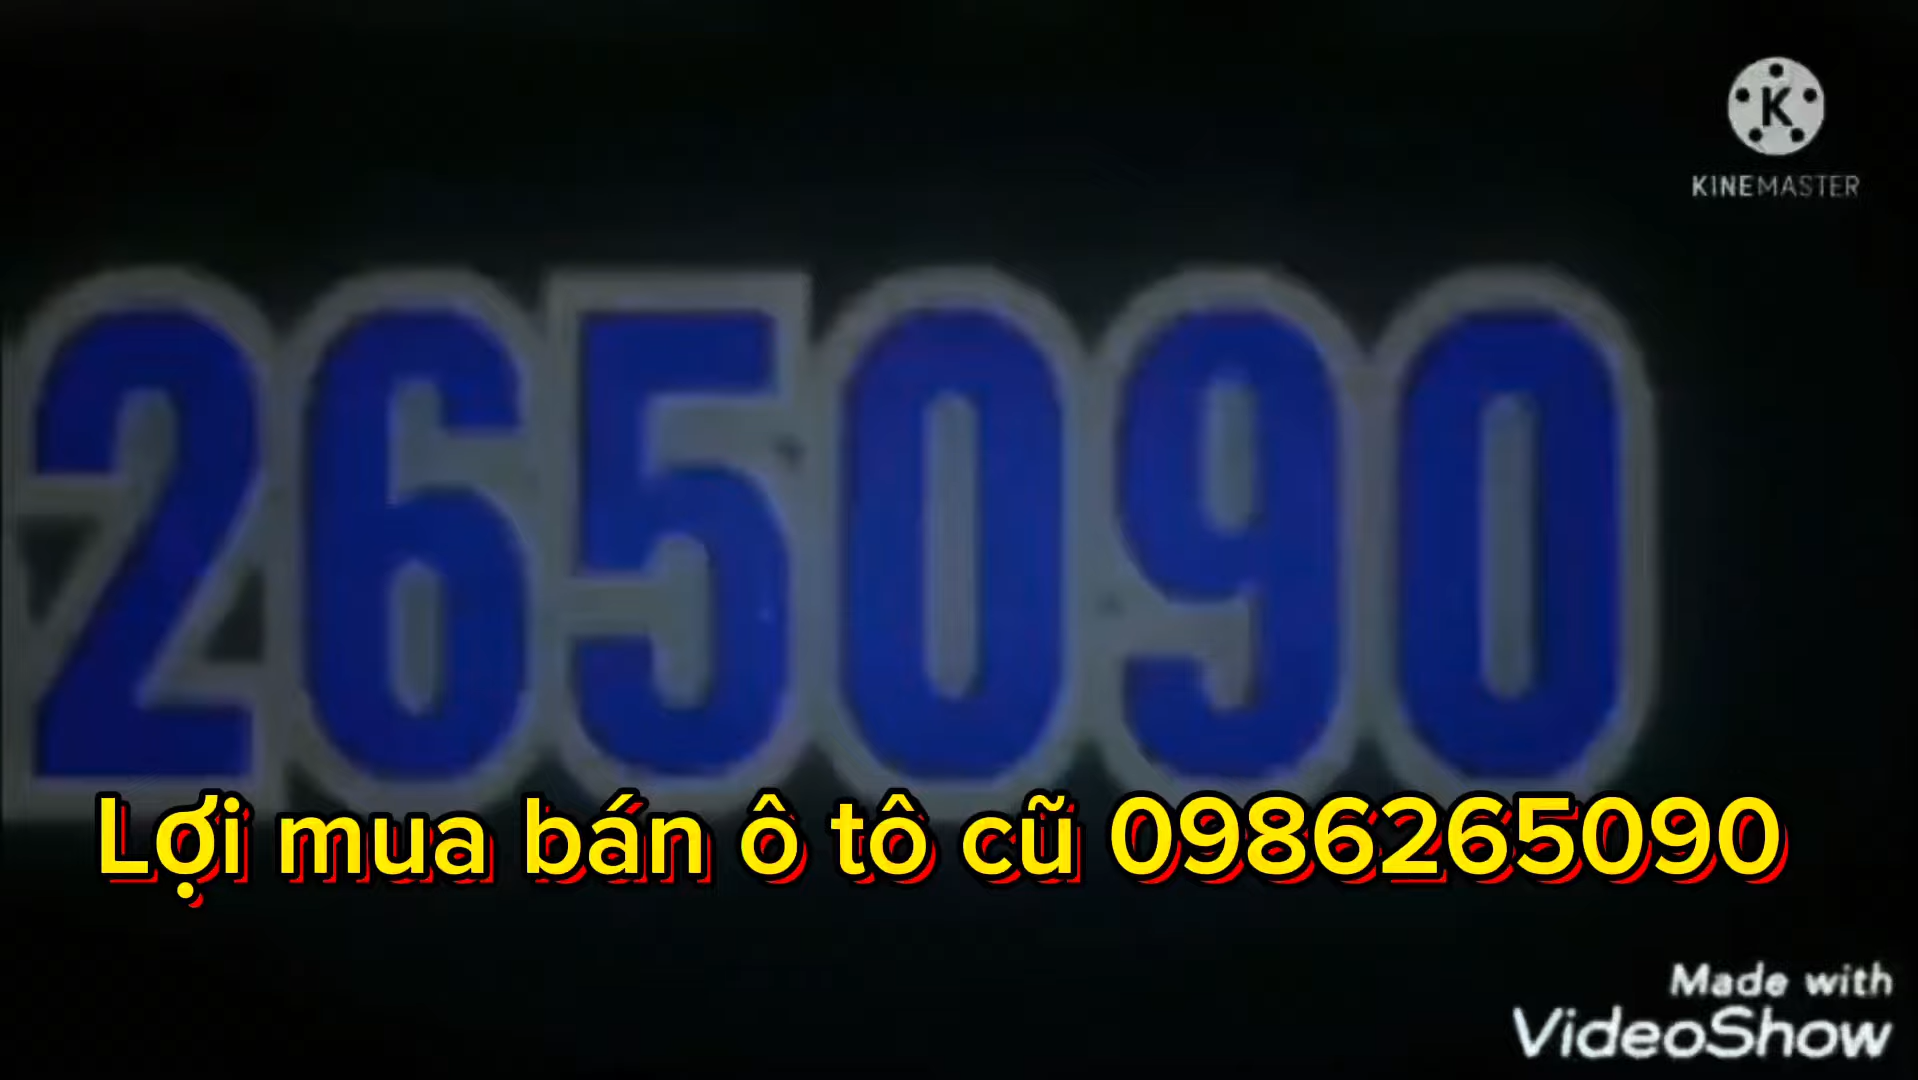 K
KINEMASTER
265090
Lợi mua bán ô tô cũ 0986265090
Made with
VideoShow